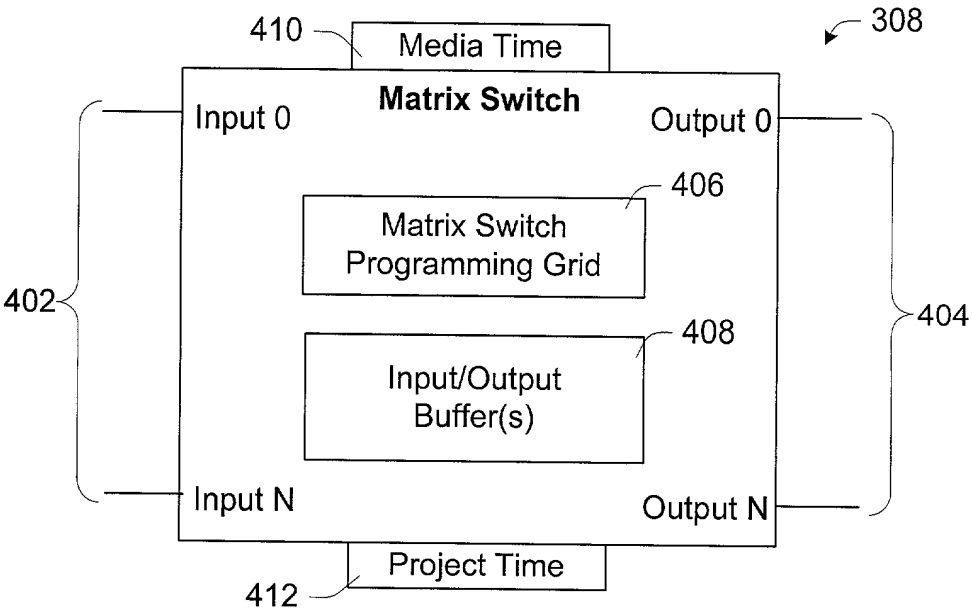 308
410
Media Time
Matrix Switch
Input 0
Output 0
406
Matrix Switch
Programming Grid
402
404
408
Input/Output
Buffer(s)
Input N
Output N
Project Time
412